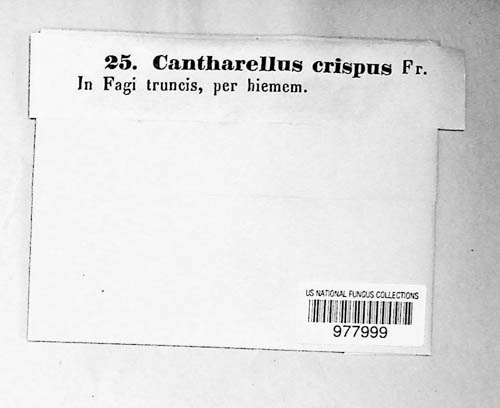 25. Cantharellus crispus Fr.
In Fagi truncis, per hiemem.
US NATIONAL FUNGUS COLLECTIONS
977999